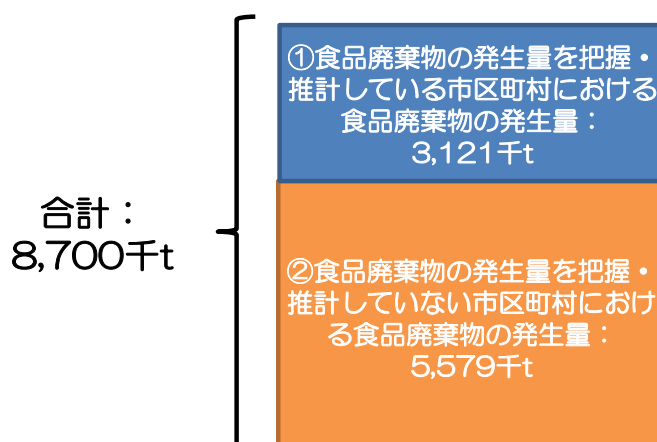 ①食品廃棄物の発生量を把握・
推計している市区町村における
食品廃棄物の発生量：
3,121千t
合計：
8,700千t
②食品廃棄物の発生量を把握・
推計していない市区町村におけ
る食品廃棄物の発生量：
5,579千t